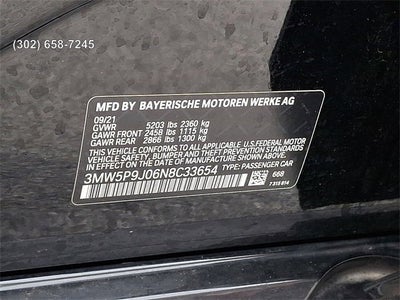 (302) 658-7245
MFD BY BAYERISCHE MOTOREN WERKE AG
09/21
GVWR 5203 lbs 2360 kg
GAWR FRONT 2458 lbs 1115 kg
GAWR REAR 2866 lbs 1300 kg
THIS VEHICLE CONFORMS TO ALL APPLICABLE U.S. FEDERAL MOTOR
VEHICLE SAFETY, BUMPER, AND THEFT PREVENTION STANDARDS
IN EFFECT ON THE DATE OF MANUFACTURE SHOWN ABOVE.
3MW5P9J06N8C33654 TYPE: PASSENGER CAR
668
7 315 614